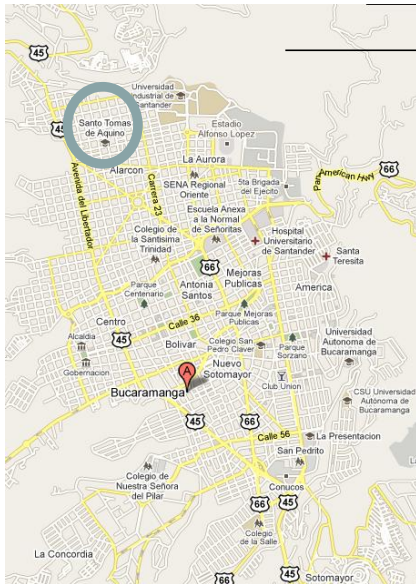 45
Universidad
Industrial de
Santander
Santo Tomas
de Aquino
45
Estadio
Alfonso Lopez
Alarcon
La Aurora
SENA Regional
Oriente
5ta Brigada
del Ejercito
American Hwy
66
Avenida del Libertador
Carrera 23
Escuela Anexa
a la Normal
de Señoritas
Colegio de
la Santisima
Trinidad
Hospital
Universitario
de Santander
Santa
Teresita
66
Mejoras
Publicas
Antonia
Santos
America
Parque
Centenario
Parque Mejoras
Publicas
Centro
Calle 36
Alcaldia
45
Bolivar
Colegio San
Pedro Claver
Parque
Sorzano
Universidad
Autonoma de
Bucaramanga
Gobernacion
Nuevo
Sotomayor
A
Club Union
Bucaramanga
CSU Universidad
Autónoma de
Bucaramanga
45
66
Calle 56
La Presentacion
San Pedro
Colegio de
Nuestra Señora
del Pilar
Conucos
66
45
Colegio
de la Salle
La Concordia
66
45
Sotomayor